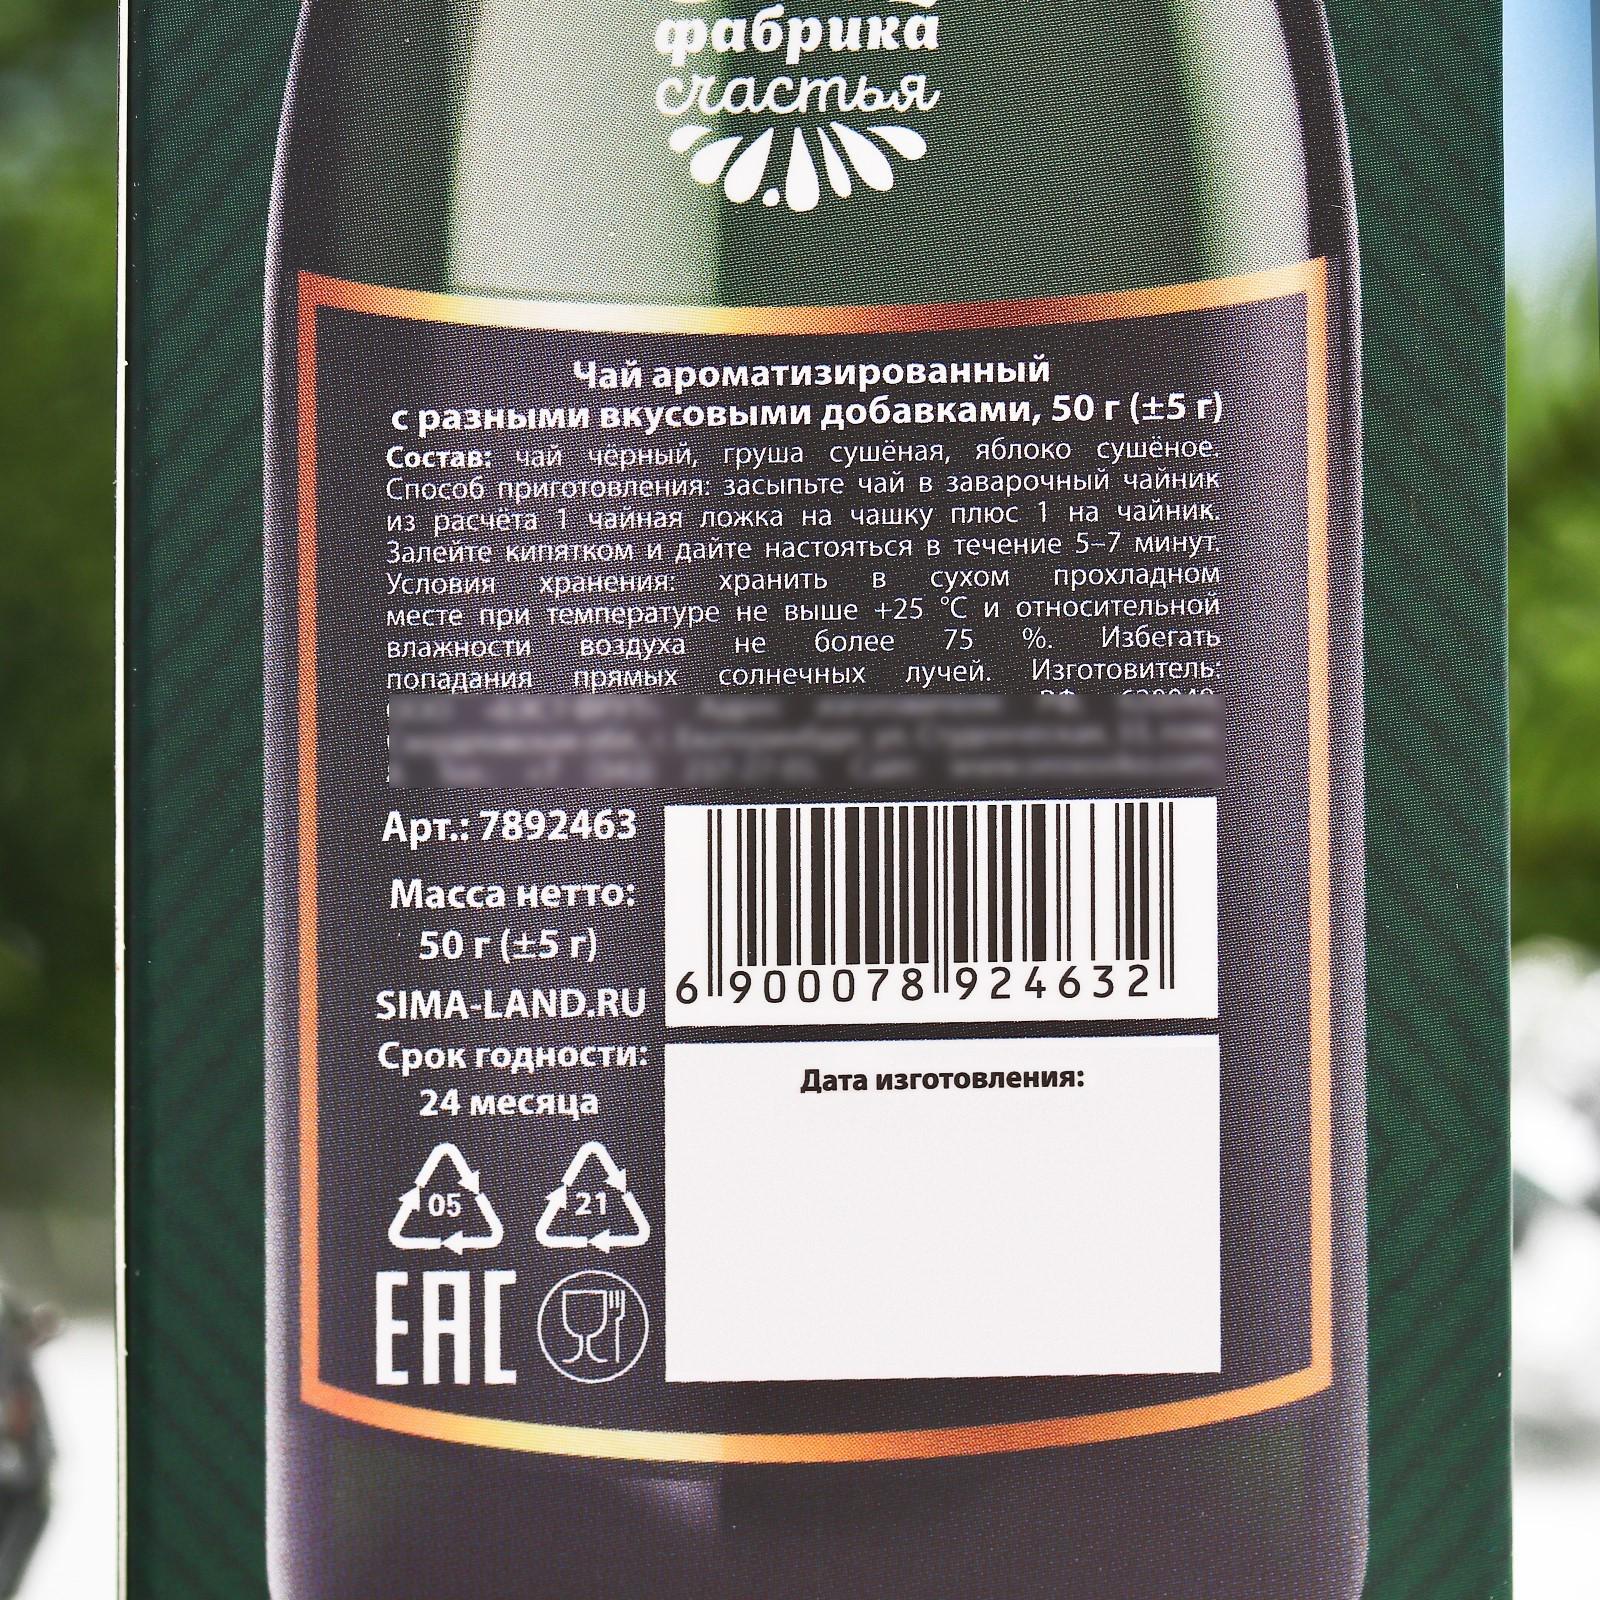 фабрика
счастья
Чай ароматизированный
с разными вкусовыми добавками, 50 г (±5 г)
Состав: чай чёрный, груша сушёная, яблоко сушёное.
Способ приготовления: засыпьте чай в заварочный чайник
из расчёта 1 чайная ложка на чашку плюс 1 на чайник.
Залейте кипятком и дайте настояться в течение 5–7 минут.
Условия хранения: хранить в сухом прохладном
месте при температуре не выше +25 °С и относительной
влажности воздуха не более 75 %. Избегать
попадания прямых солнечных лучей. Изготовитель:
Арт.: 7892463
Масса нетто:
50 г (±5 г)
SIMA-LAND.RU
Срок годности:
24 месяца
6 900078 924632
Дата изготовления:
05 21
EAC